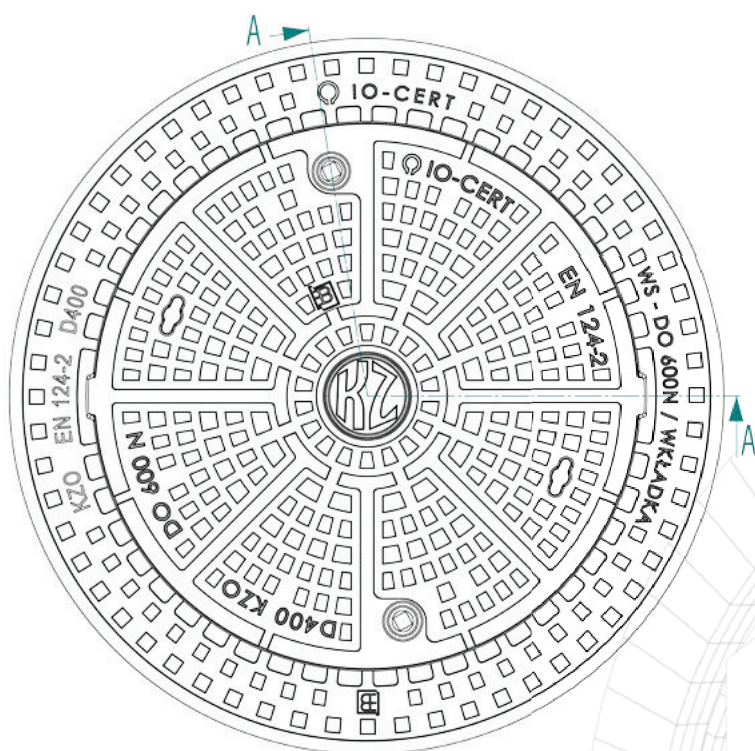 A
IO-CERT
IO-CERT
EN 124-2
WS - DO 600N / WKŁADKA
KZO EN 124-2 D400
KZ
A
DO 600 N
D400 KZO